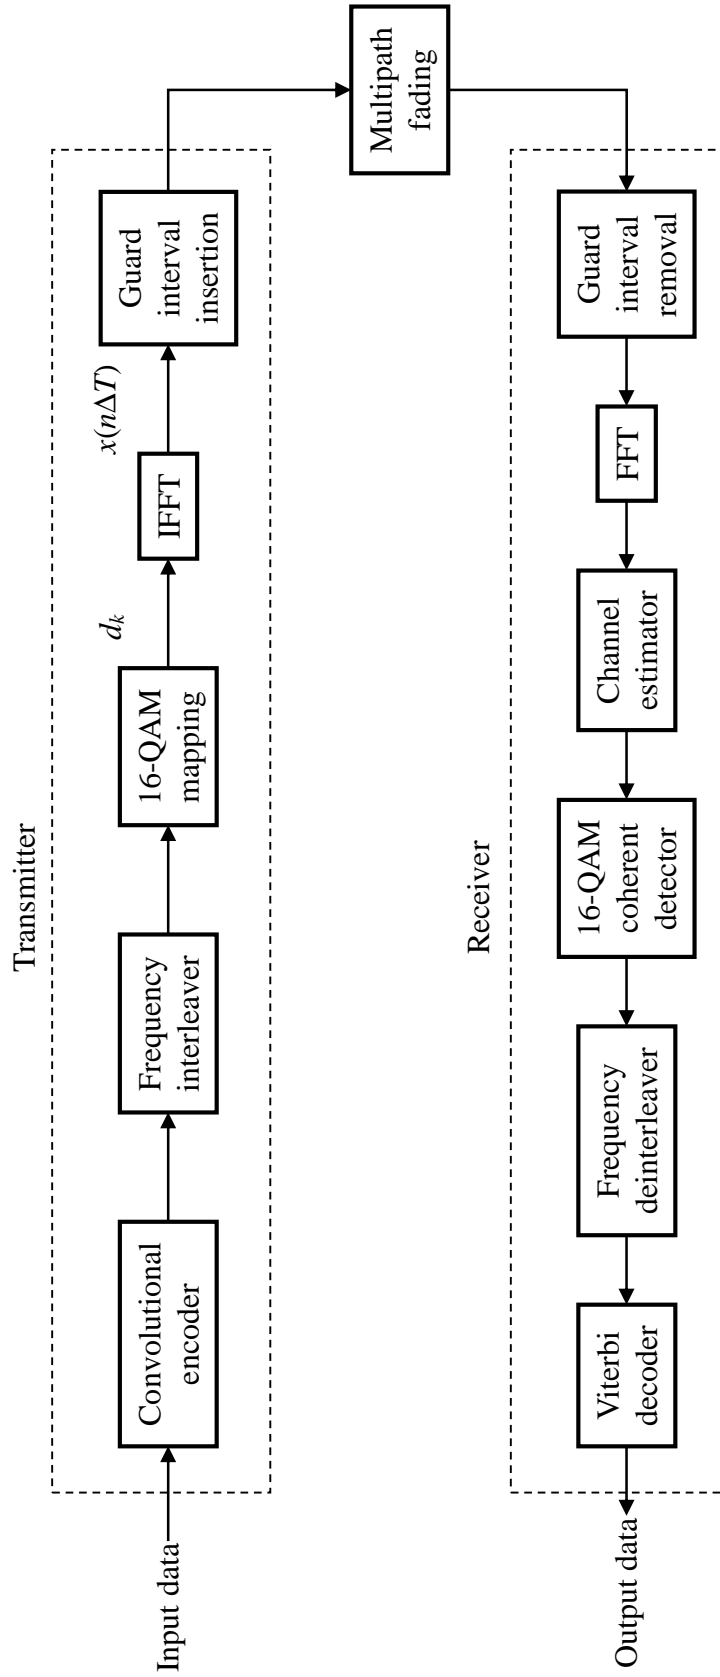 Transmitter
Input data
Convolutional
encoder
Frequency
interleaver
16-QAM
mapping
d_k
IFFT
x(nΔT)
Guard
interval
insertion
Multipath
fading
Receiver
Guard
interval
removal
FFT
Channel
estimator
16-QAM
coherent
detector
Frequency
deinterleaver
Viterbi
decoder
Output data